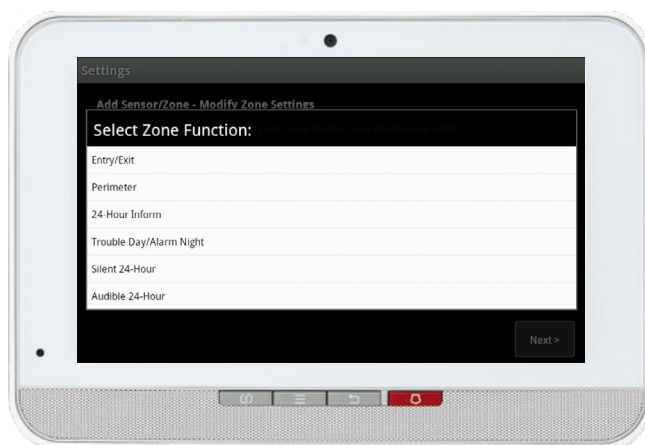 Settings
Add Sensor/Zone - Modify Zone Settings
Select Zone Function:
Entry/Exit
Perimeter
24-Hour Inform
Trouble Day/Alarm Night
Silent 24-Hour
Audible 24-Hour
Next >